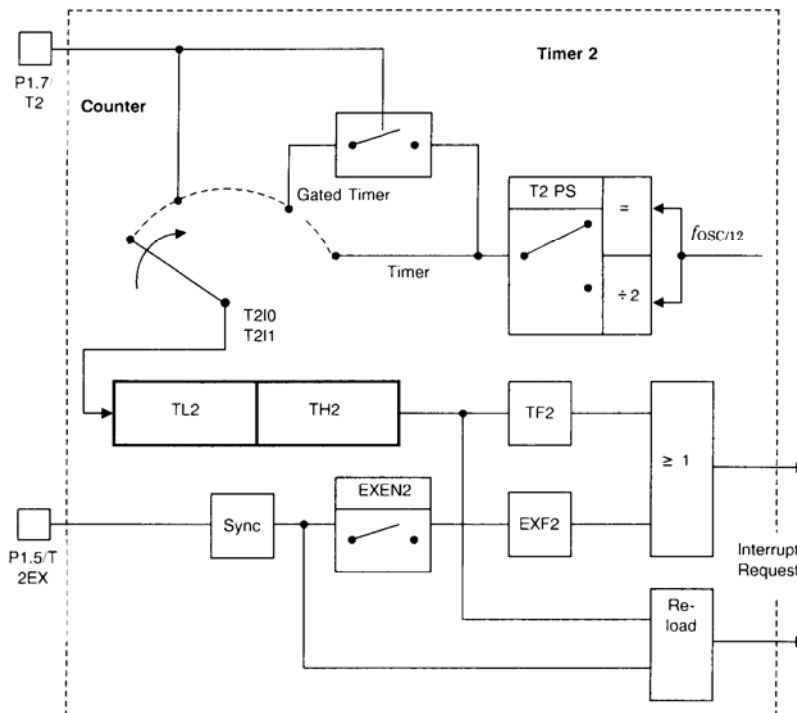 Timer 2
P1.7/
T2
Counter
Gated Timer
T2 PS
=
÷2
fOSC/12
Timer
T2I0
T2I1
TL2
TH2
TF2
≥ 1
EXEN2
Sync
EXF2
P1.5/T
2EX
Interrupt
Request
Re-
load